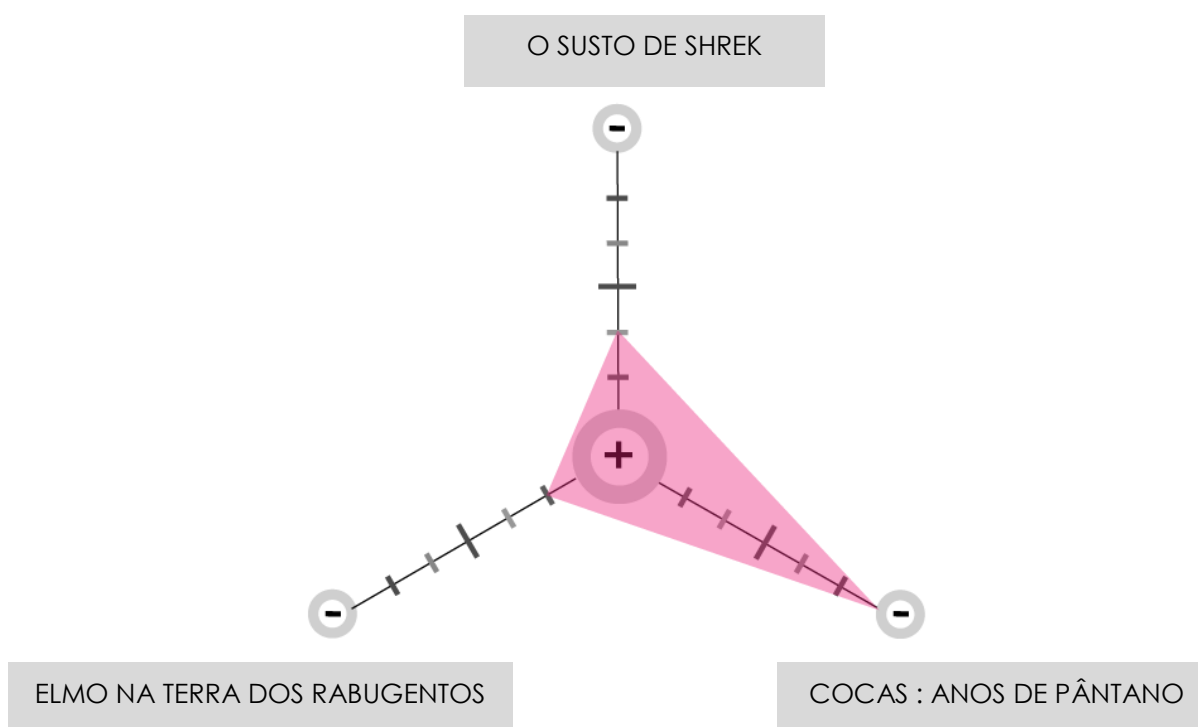 O SUSTO DE SHREK
-
+
-
-
ELMO NA TERRA DOS RABUGENTOS
COCAS : ANOS DE PÂNTANO